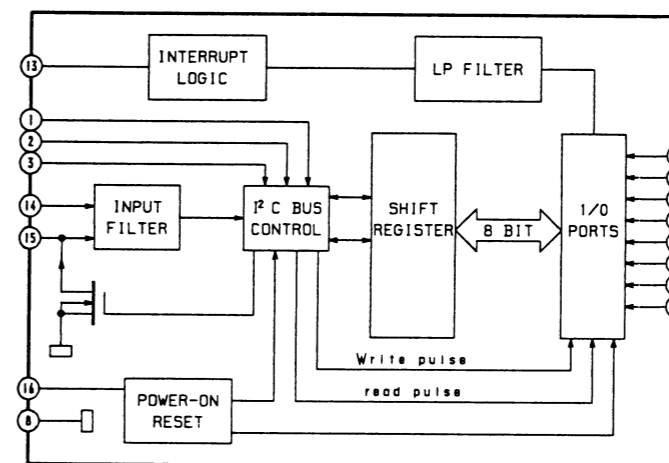 13
INTERRUPT
LOGIC
LP FILTER
1
2
3
14
15
INPUT
FILTER
I² C BUS
CONTROL
SHIFT
REGISTER
8 BIT
I/O
PORTS
Write pulse
read pulse
16
8
POWER-ON
RESET